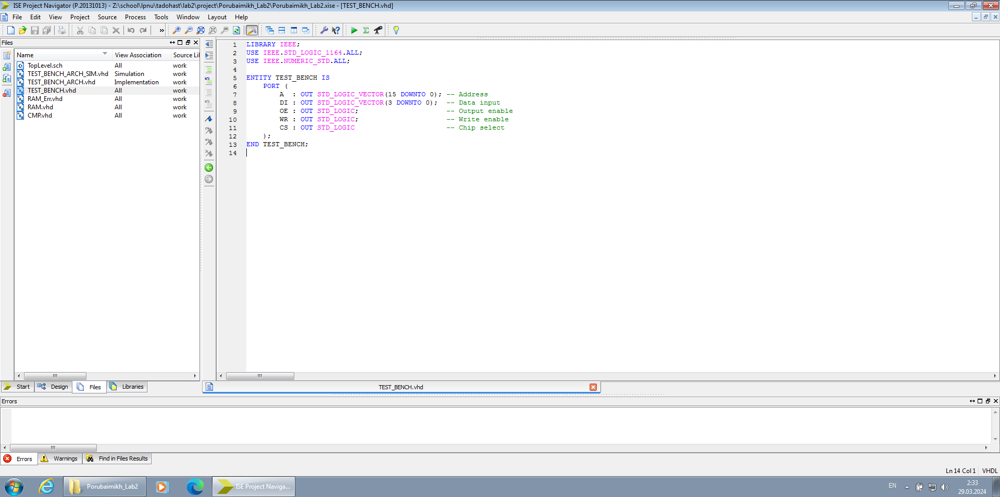 ISE Project Navigator (P.20131013) - Z:\school\lpnu\tadohast\lab2\project\Porubaimikh_Lab2\Porubaimikh_Lab2.xise - [TEST_BENCH.vhd]
File Edit View Project Source Process Tools Window Layout Help
»
Files
Name View Association Source Li
TopLevel.sch All work
TEST_BENCH_ARCH_SIM.vhd Simulation work
TEST_BENCH_ARCH.vhd Implementation work
TEST_BENCH.vhd All work
RAM_Err.vhd All work
RAM.vhd All work
CMP.vhd All work
1 LIBRARY IEEE;
2 USE IEEE.STD_LOGIC_1164.ALL;
3 USE IEEE.NUMERIC_STD.ALL;
4
5 ENTITY TEST_BENCH IS
6 PORT (
7 A : OUT STD_LOGIC_VECTOR(15 DOWNTO 0); -- Address
8 DI : OUT STD_LOGIC_VECTOR(3 DOWNTO 0); -- Data input
9 OE : OUT STD_LOGIC; -- Output enable
10 WR : OUT STD_LOGIC; -- Write enable
11 CS : OUT STD_LOGIC -- Chip select
12 );
13 END TEST_BENCH;
14
Start Design Files Libraries
TEST_BENCH.vhd
Errors
Errors Warnings Find in Files Results
Ln 14 Col 1 VHDL
Porubaimikh_Lab2 ISE Project Naviga... EN 2:33
29.03.2024